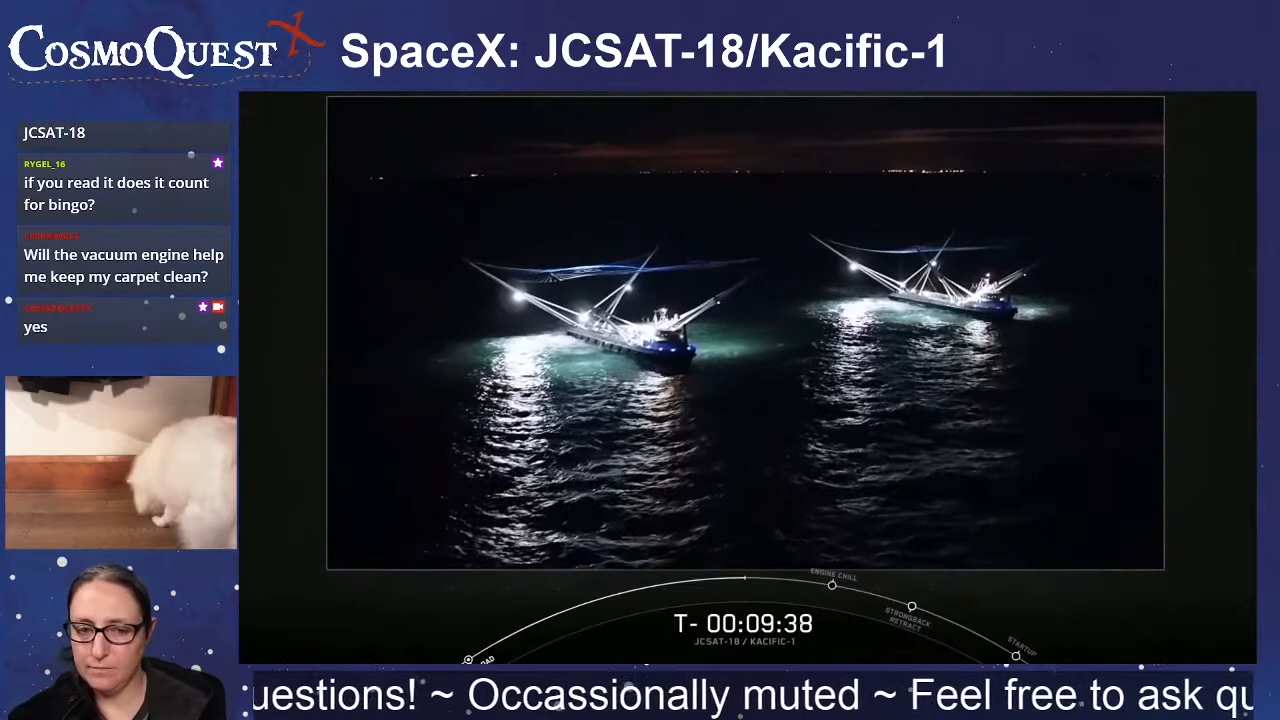 CosmoQuest X
SpaceX: JCSAT-18/Kacific-1
JCSAT-18
RYGEL_16
if you read it does it count
for bingo?
Will the vacuum engine help
me keep my carpet clean?
COSMOQUESTX
yes
ENGINE CHILL
STRONGBACK
RETRACT
STARTUP
T- 00:09:38
JCSAT-18 / KACIFIC-1
OAD
uestions! ~ Occassionally muted ~ Feel free to ask qu